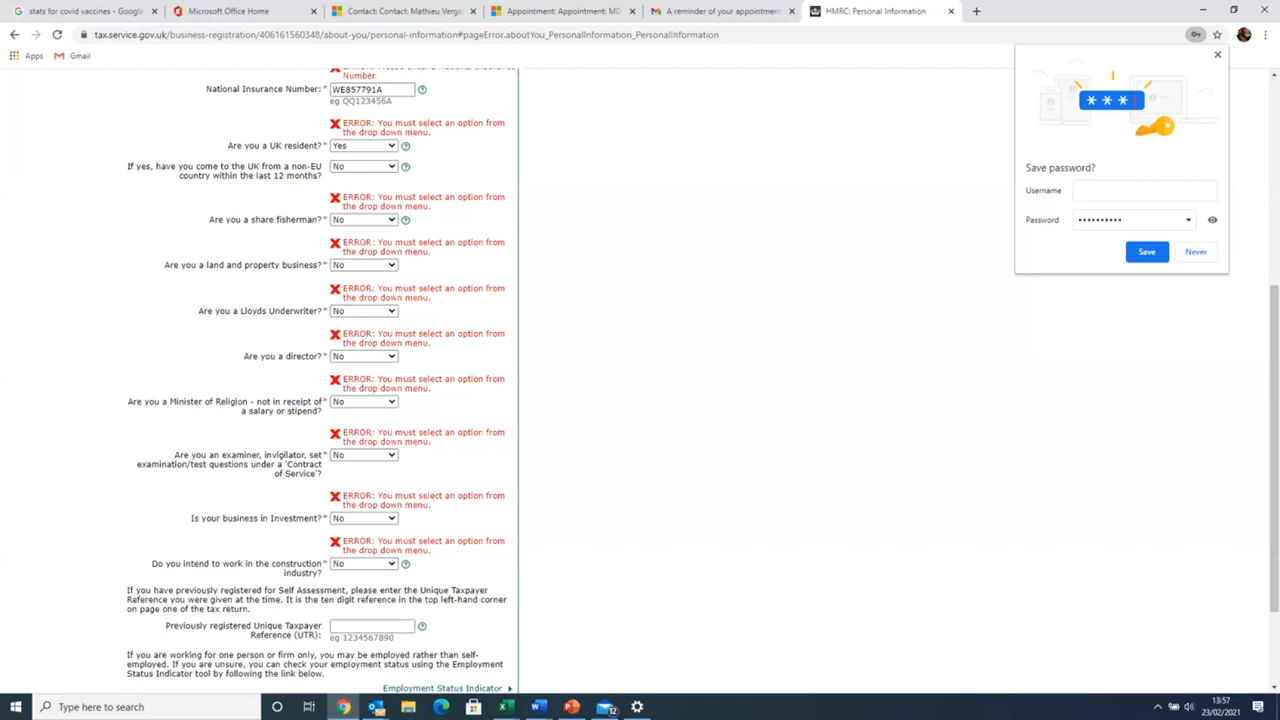 stats for covid vaccines - Google
Microsoft Office Home
Contact: Contact: Mathieu Verge
Appointment: Appointment: MD
A reminder of your appointment
HMRC: Personal Information
tax.service.gov.uk/business-registration/406161560348/about-you/personal-information#pageError.aboutYou_PersonalInformation_PersonalInformation
Apps
Gmail
Number.
National Insurance Number:* WE857791A
eg QQ123456A
ERROR: You must select an option from
the drop down menu.
Are you a UK resident?* Yes
If yes, have you come to the UK from a non-EU
country within the last 12 months?
No
ERROR: You must select an option from
the drop down menu.
Are you a share fisherman?* No
ERROR: You must select an option from
the drop down menu.
Are you a land and property business?* No
ERROR: You must select an option from
the drop down menu.
Are you a Lloyds Underwriter?* No
ERROR: You must select an option from
the drop down menu.
Are you a director?* No
ERROR: You must select an option from
the drop down menu.
Are you a Minister of Religion - not in receipt of
a salary or stipend?
* No
ERROR: You must select an option from
the drop down menu.
Are you an examiner, invigilator, set
examination/test questions under a 'Contract
of Service'?
* No
ERROR: You must select an option from
the drop down menu.
Is your business in Investment?* No
ERROR: You must select an option from
the drop down menu.
Do you intend to work in the construction
industry?
* No
If you have previously registered for Self Assessment, please enter the Unique Taxpayer
Reference you were given at the time. It is the ten digit reference in the top left-hand corner
on page one of the tax return.
Previously registered Unique Taxpayer
Reference (UTR):
eg 1234567890
If you are working for one person or firm only, you may be employed rather than self-
employed. If you are unsure, you can check your employment status using the Employment
Status Indicator tool by following the link below.
Employment Status Indicator
* * *
Save password?
Username
Password ••••••••••
Save
Never
Type here to search
12
13:57
23/02/2021